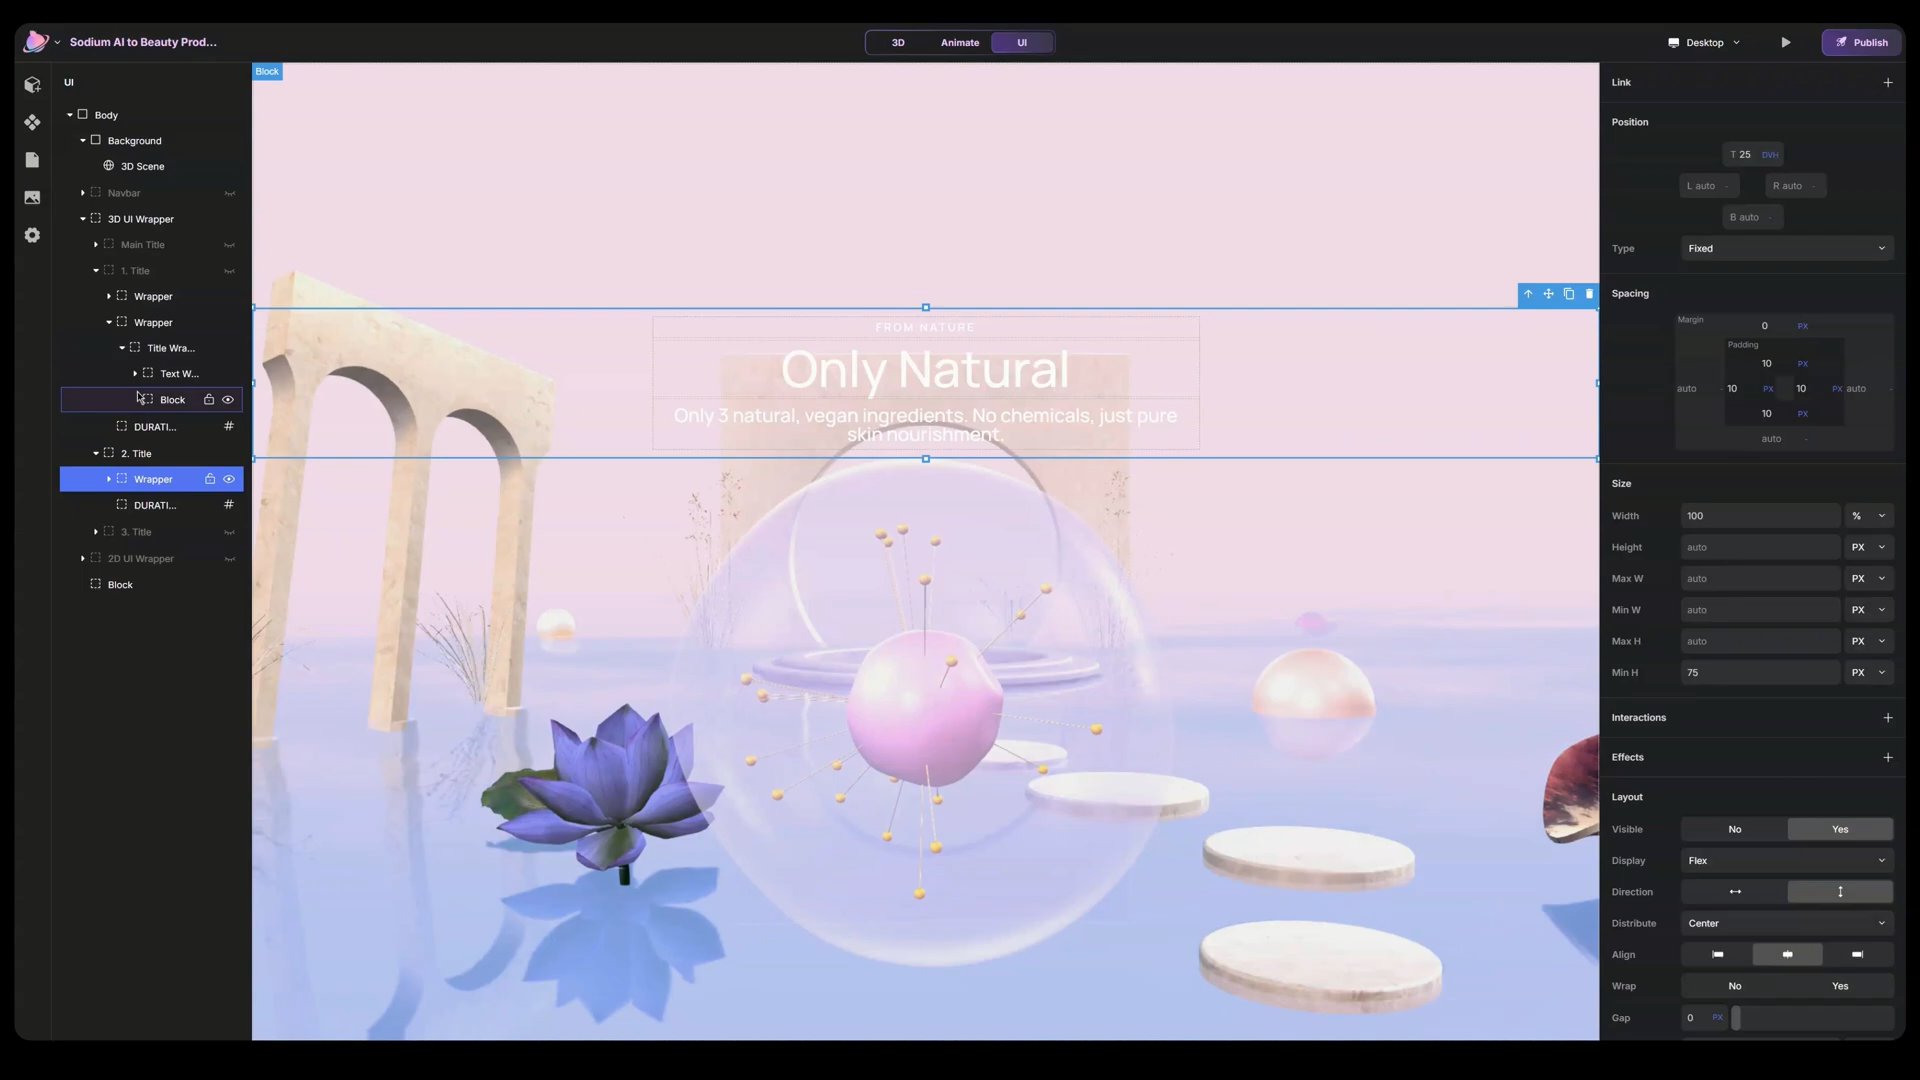 Sodium AI to Beauty Prod...
3D
Animate
UI
Desktop
Publish
UI
Body
Background
3D Scene
Navbar
3D UI Wrapper
Main Title
1. Title
Wrapper
Wrapper
Title Wra...
Text W...
Block
DURATI...
2. Title
Wrapper
DURATI...
3. Title
2D UI Wrapper
Block
Block
FROM NATURE
Only Natural
Only 3 natural, vegan ingredients. No chemicals, just pure
skin nourishment.
Link
Position
T 25 DVH
L auto -
R auto -
B auto -
Type Fixed
Spacing
Margin
0 PX
Padding
10 PX
auto - 10 PX 10 PX auto -
10 PX
auto -
Size
Width 100 %
Height auto PX
Max W auto PX
Min W auto PX
Max H auto PX
Min H 75 PX
Interactions
Effects
Layout
Visible No Yes
Display Flex
Direction
Distribute Center
Align
Wrap No Yes
Gap 0 PX